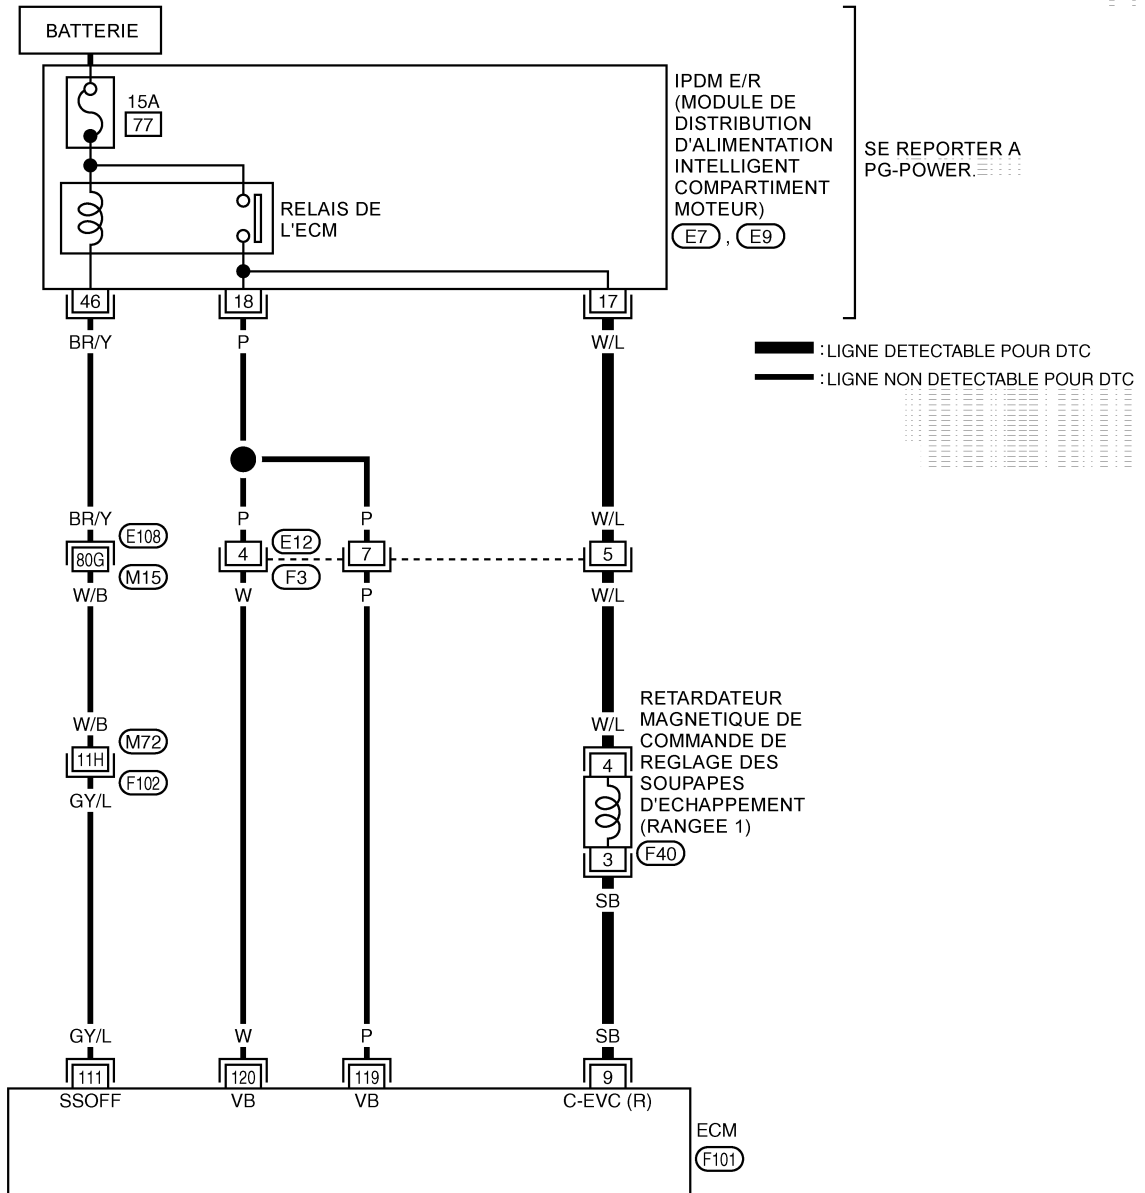 BATTERIE
15A
77
RELAIS DE
L'ECM
IPDM E/R
(MODULE DE
DISTRIBUTION
D'ALIMENTATION
INTELLIGENT
COMPARTIMENT
MOTEUR)
E7 , E9
SE REPORTER A
PG-POWER.
46
18
17
BR/Y
P
W/L
:LIGNE DETECTABLE POUR DTC
:LIGNE NON DETECTABLE POUR DTC
BR/Y
P
P
W/L
80G
E108
M15
4
E12
F3
7
5
W/B
W
P
W/L
W/B
11H
M72
F102
GY/L
W/L
4
RETARDATEUR
MAGNETIQUE DE
COMMANDE DE
REGLAGE DES
SOUPAPES
D'ECHAPPEMENT
(RANGEE 1)
3
F40
SB
GY/L
W
P
SB
111
120
119
9
SSOFF
VB
VB
C-EVC (R)
ECM
F101